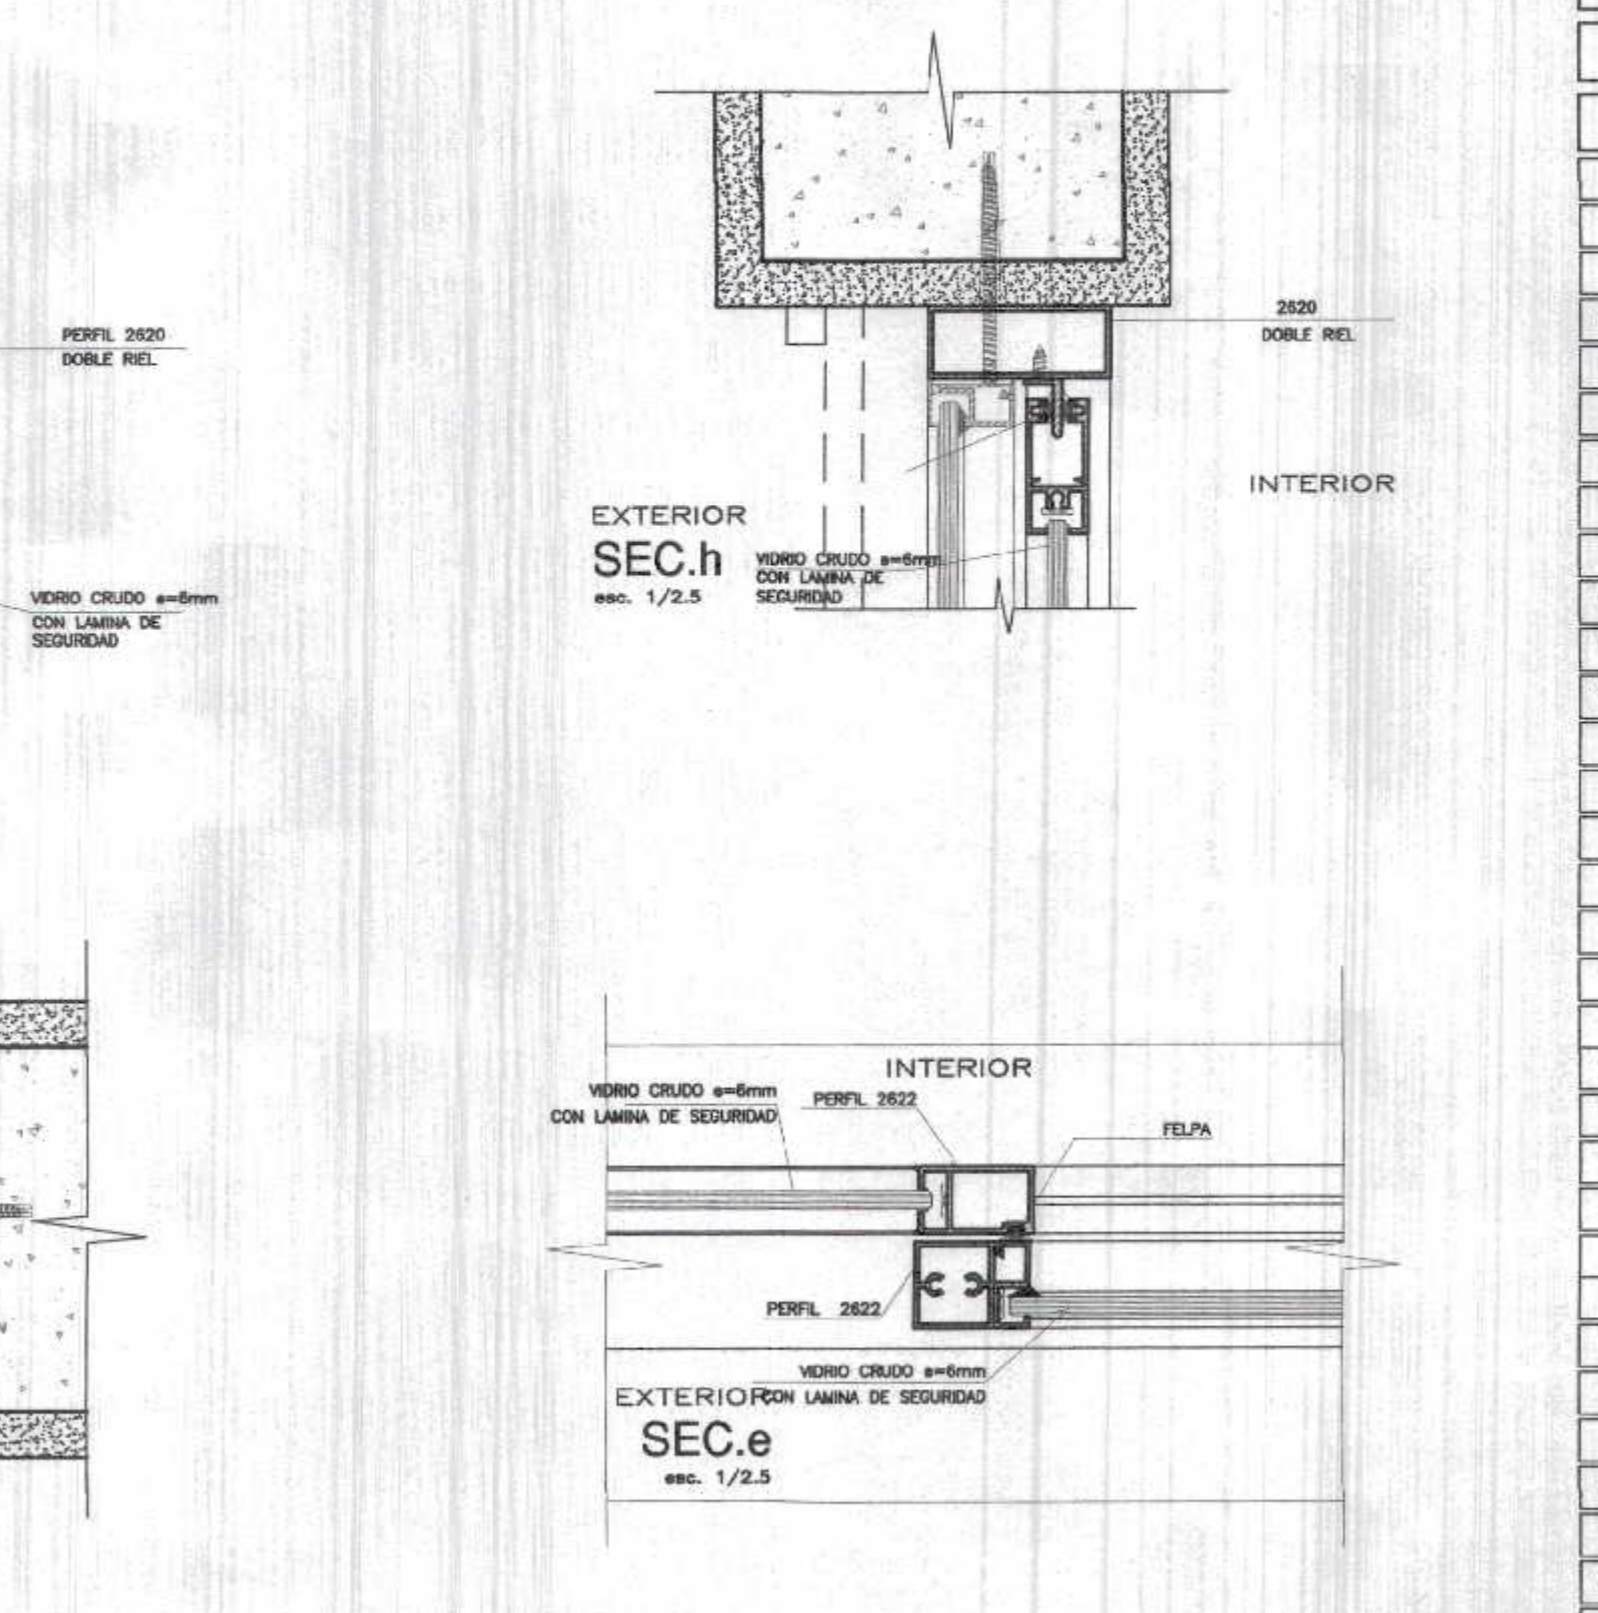 PERFIL 2620
DOBLE RIEL
VIDRIO CRUDO e=6mm
CON LAMINA DE
SEGURIDAD
2620
DOBLE RIEL
INTERIOR
EXTERIOR
SEC.h
esc. 1/2.5
VIDRIO CRUDO e=6mm
CON LAMINA DE
SEGURIDAD
INTERIOR
VIDRIO CRUDO e=6mm
CON LAMINA DE SEGURIDAD
PERFIL 2622
FELPA
PERFIL 2622
VIDRIO CRUDO e=6mm
CON LAMINA DE SEGURIDAD
EXTERIOR
SEC.e
esc. 1/2.5